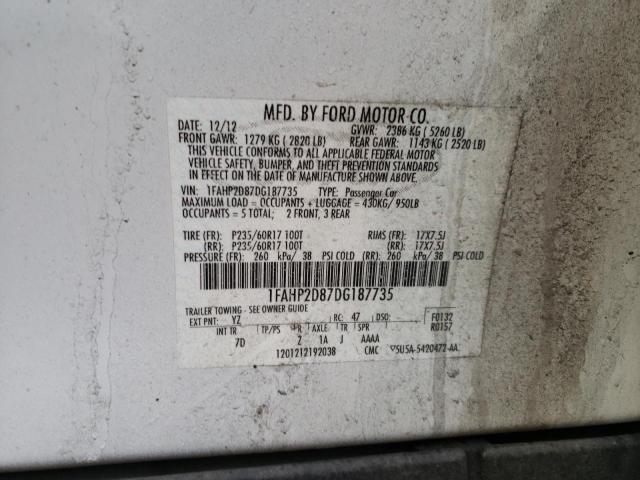 MFD. BY FORD MOTOR CO.
DATE: 12/12 GVWR: 2386 KG ( 5260 LB)
FRONT GAWR: 1279 KG ( 2820 LB) REAR GAWR: 1143 KG ( 2520 LB)
THIS VEHICLE CONFORMS TO ALL APPLICABLE FEDERAL MOTOR
VEHICLE SAFETY, BUMPER, AND THEFT PREVENTION STANDARDS
IN EFFECT ON THE DATE OF MANUFACTURE SHOWN ABOVE.
VIN: 1FAHP2D87DG187735 TYPE: Passenger Car
MAXIMUM LOAD = OCCUPANTS + LUGGAGE = 430KG/ 950LB
OCCUPANTS = 5 TOTAL; 2 FRONT, 3 REAR
TIRE (FR): P235/60R17 100T RIMS (FR): 17X7.5J
(RR): P235/60R17 100T (RR): 17X7.5J
PRESSURE (FR): 260 kPa/ 38 PSI COLD (RR): 260 kPa/ 38 PSI COLD
1FAHP2D87DG187735
TRAILER TOWING - SEE OWNER GUIDE
EXT PNT: YZ RC: 47 DSO: F0132
R0157
INT TR TP/PS R AXLE TR SPR
7D 2 1A J AAAA
1201212192038 CMC 5U5A-5420472-AA